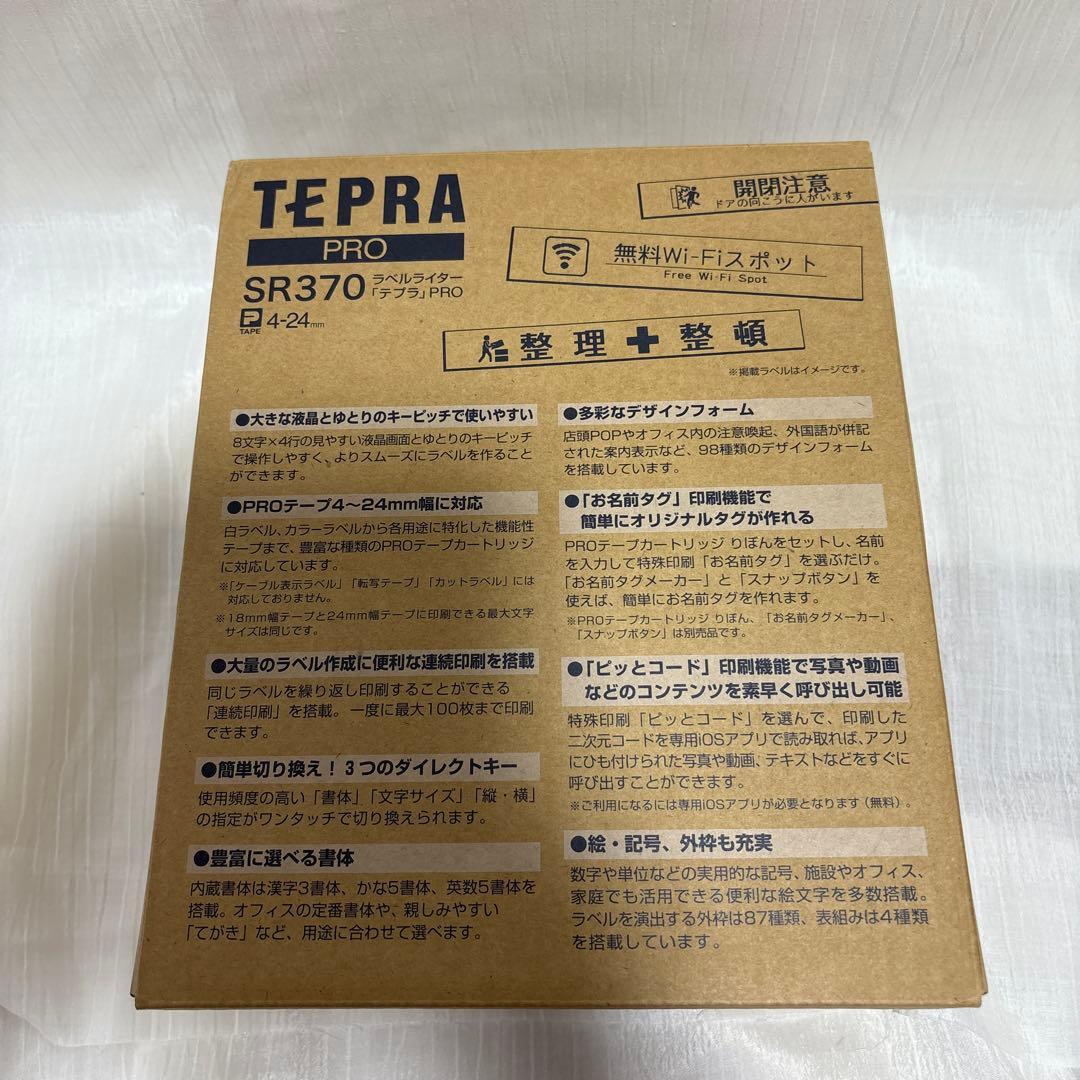 TEPRA
PRO
SR370 ラベルライター
「テプラ」PRO
TAPE 4-24mm
開閉注意
ドアの向こうに人がいます
無料Wi-Fiスポット
Free Wi-Fi Spot
整理✚整頓
※掲載ラベルはイメージです。
●大きな液晶とゆとりのキーピッチで使いやすい
8文字×4行の見やすい液晶画面とゆとりのキーピッチ
で操作しやすく、よりスムーズにラベルを作ること
ができます。
●PROテープ4〜24mm幅に対応
白ラベル、カラーラベルから各用途に特化した機能性
テープまで、豊富な種類のPROテープカートリッジ
に対応しています。
※「ケーブル表示ラベル」「転写テープ」「カットラベル」には
対応しておりません。
※18mm幅テープと24mm幅テープに印刷できる最大文字
サイズは同じです。
●大量のラベル作成に便利な連続印刷を搭載
同じラベルを繰り返し印刷することができる
「連続印刷」を搭載。一度に最大100枚まで印刷
できます。
●簡単切り換え！3つのダイレクトキー
使用頻度の高い「書体」「文字サイズ」「縦・横」
の指定がワンタッチで切り換えられます。
●豊富に選べる書体
内蔵書体は漢字3書体、かな5書体、英数5書体を
搭載。オフィスの定番書体や、親しみやすい
「てがき」など、用途に合わせて選べます。
●多彩なデザインフォーム
店頭POPやオフィス内の注意喚起、外国語が併記
された案内表示など、98種類のデザインフォーム
を搭載しています。
●「お名前タグ」印刷機能で
簡単にオリジナルタグが作れる
PROテープカートリッジ りぼんをセットし、名前
を入力して特殊印刷「お名前タグ」を選ぶだけ。
「お名前タグメーカー」と「スナップボタン」を
使えば、簡単にお名前タグを作れます。
※PROテープカートリッジ りぼん、「お名前タグメーカー」、
「スナップボタン」は別売品です。
●「ピッとコード」印刷機能で写真や動画
などのコンテンツを素早く呼び出し可能
特殊印刷「ピッとコード」を選んで、印刷した
二次元コードを専用iOSアプリで読み取れば、アプリ
にひも付けられた写真や動画、テキストなどをすぐに
呼び出すことができます。
※ご利用になるには専用iOSアプリが必要となります（無料）。
●絵・記号、外枠も充実
数字や単位などの実用的な記号、施設やオフィス、
家庭でも活用できる便利な絵文字を多数搭載。
ラベルを演出する外枠は87種類、表組みは4種類
を搭載しています。